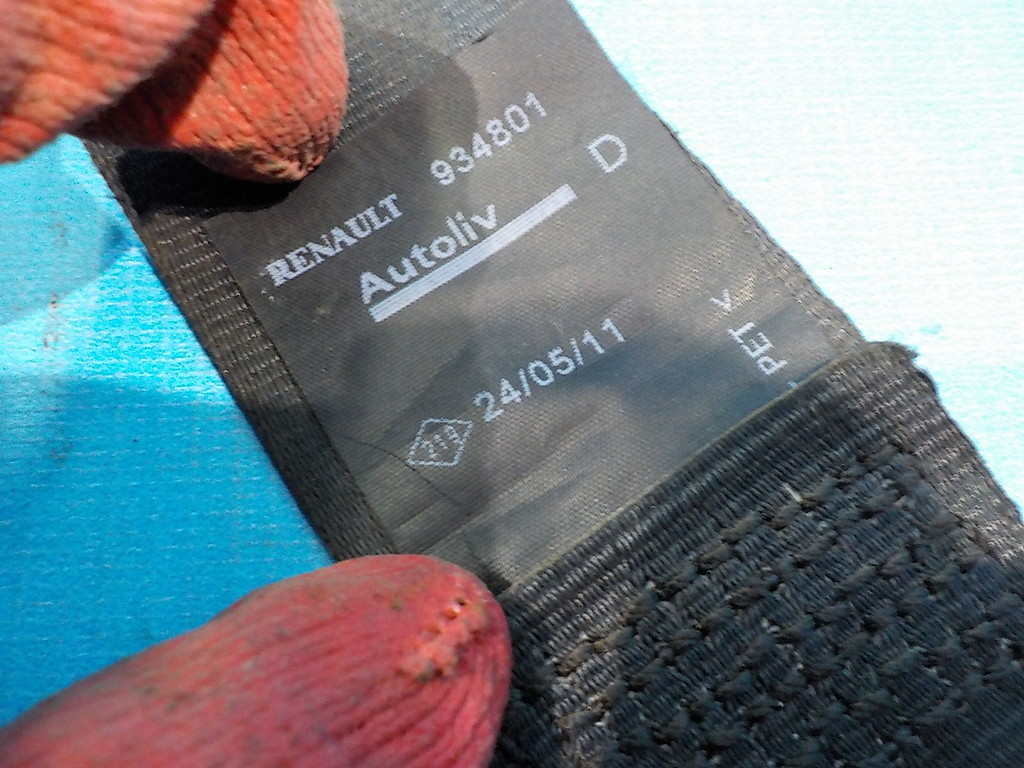 RENAULT 934801
Autoliv D
24/05/11
PET